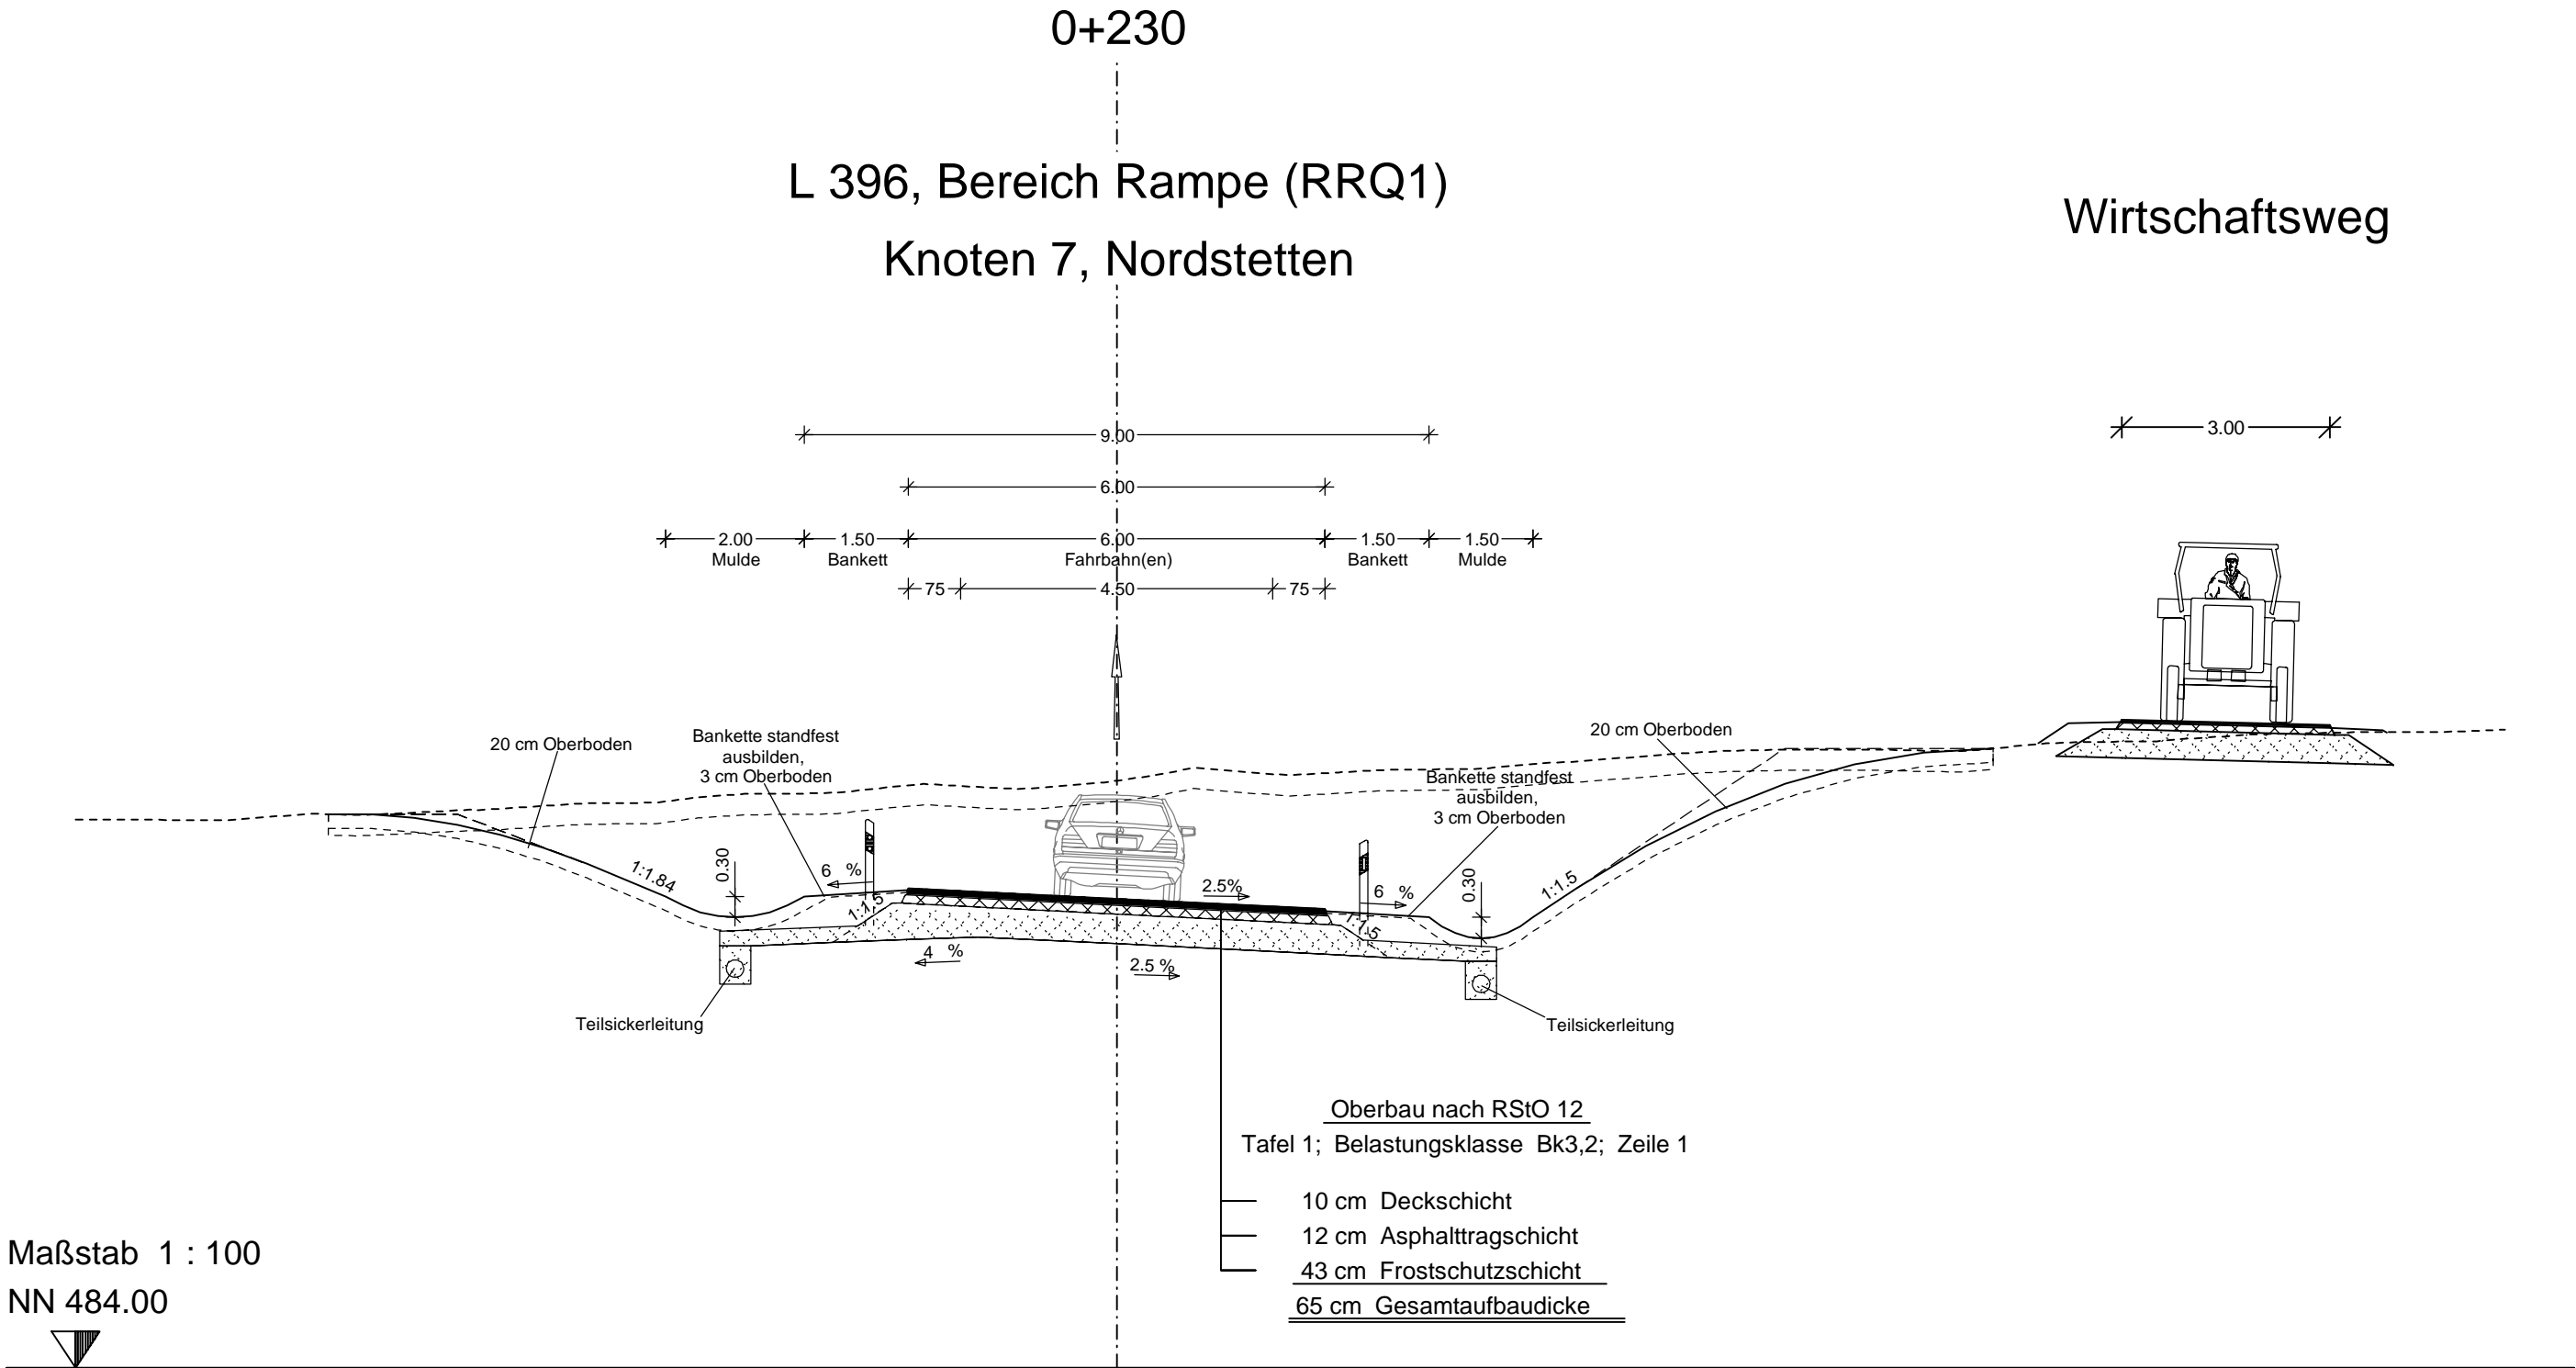 0+230
L 396, Bereich Rampe (RRQ1)
Knoten 7, Nordstetten
Wirtschaftsweg
9.00
3.00
6.00
2.00
1.50
6.00
1.50
1.50
Mulde
Bankett
Fahrbahn(en)
Bankett
Mulde
75
4.50
75
20 cm Oberboden
Bankette standfest
ausbilden,
3 cm Oberboden
20 cm Oberboden
Bankette standfest
ausbilden,
3 cm Oberboden
1:1.84
0.30
6 %
1:1.5
2.5%
6 %
1:1.5
0.30
1:1.5
4 %
2.5 %
Teilsickerleitung
Teilsickerleitung
Oberbau nach RStO 12
Tafel 1; Belastungsklasse Bk3,2; Zeile 1
10 cm Deckschicht
12 cm Asphalttragschicht
43 cm Frostschutzschicht
65 cm Gesamtaufbaudicke
Maßstab 1 : 100
NN 484.00